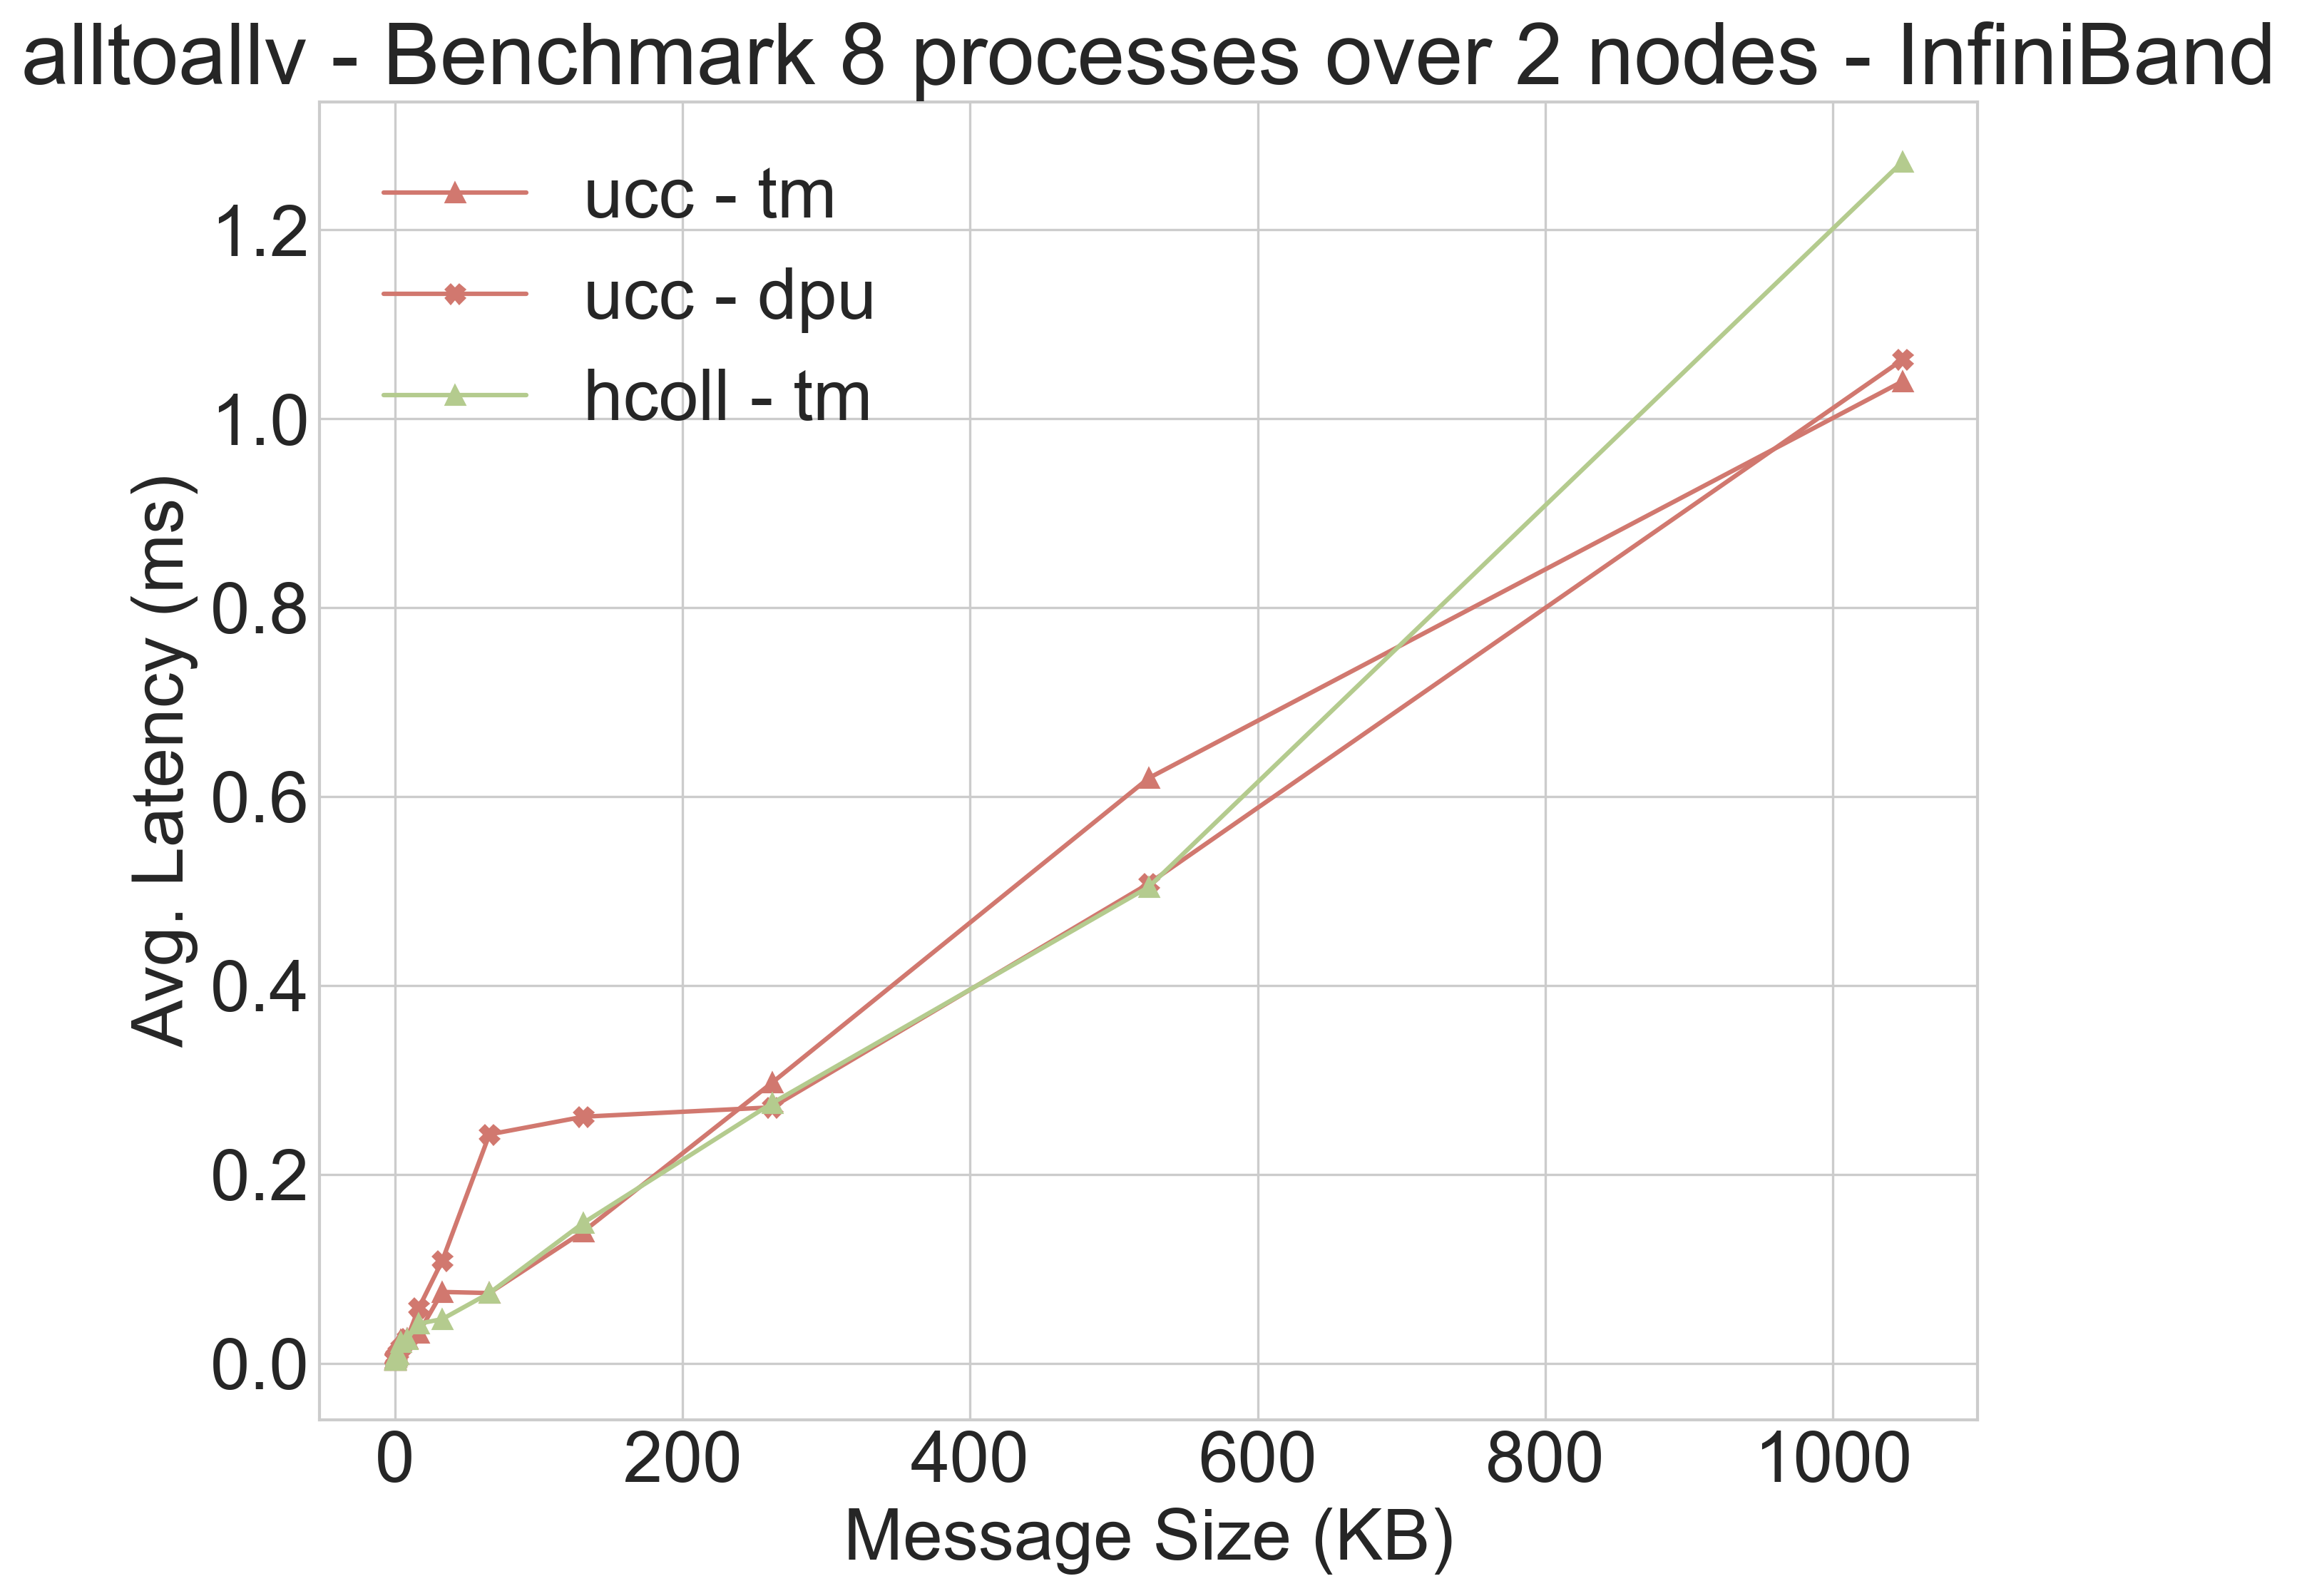 alltoallv - Benchmark 8 processes over 2 nodes - InfiniBand
ucc - tm
ucc - dpu
hcoll - tm
Avg. Latency (ms)
1.2
1.0
0.8
0.6
0.4
0.2
0.0
0 200 400 600 800 1000
Message Size (KB)